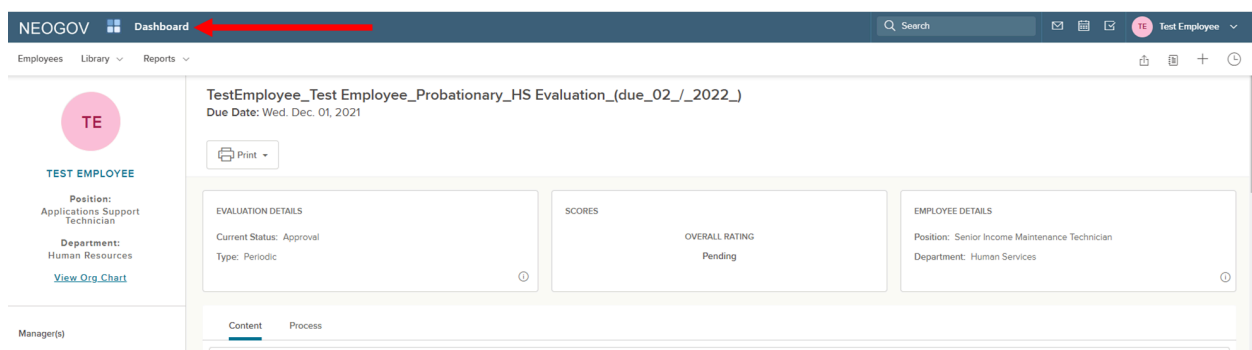 NEOGOV Dashboard Search TE Test Employee
Employees Library Reports
TestEmployee_Test Employee_Probationary_HS Evaluation_(due_02_/_2022_)
Due Date: Wed. Dec. 01, 2021
TE
Print
TEST EMPLOYEE
Position:
Applications Support
Technician
Department:
Human Resources
View Org Chart
Manager(s)
EVALUATION DETAILS
Current Status: Approval
Type: Periodic
SCORES
OVERALL RATING
Pending
EMPLOYEE DETAILS
Position: Senior Income Maintenance Technician
Department: Human Services
Content Process